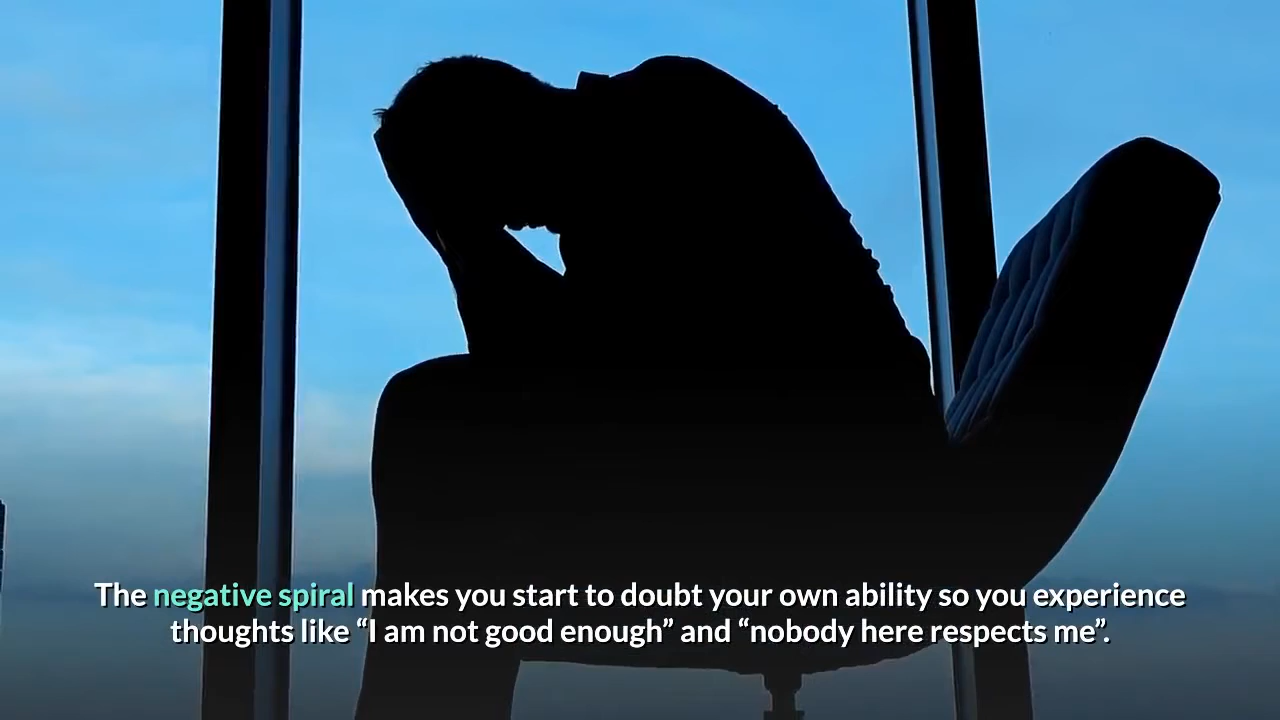 The negative spiral makes you start to doubt your own ability so you experience
thoughts like “I am not good enough” and “nobody here respects me”.